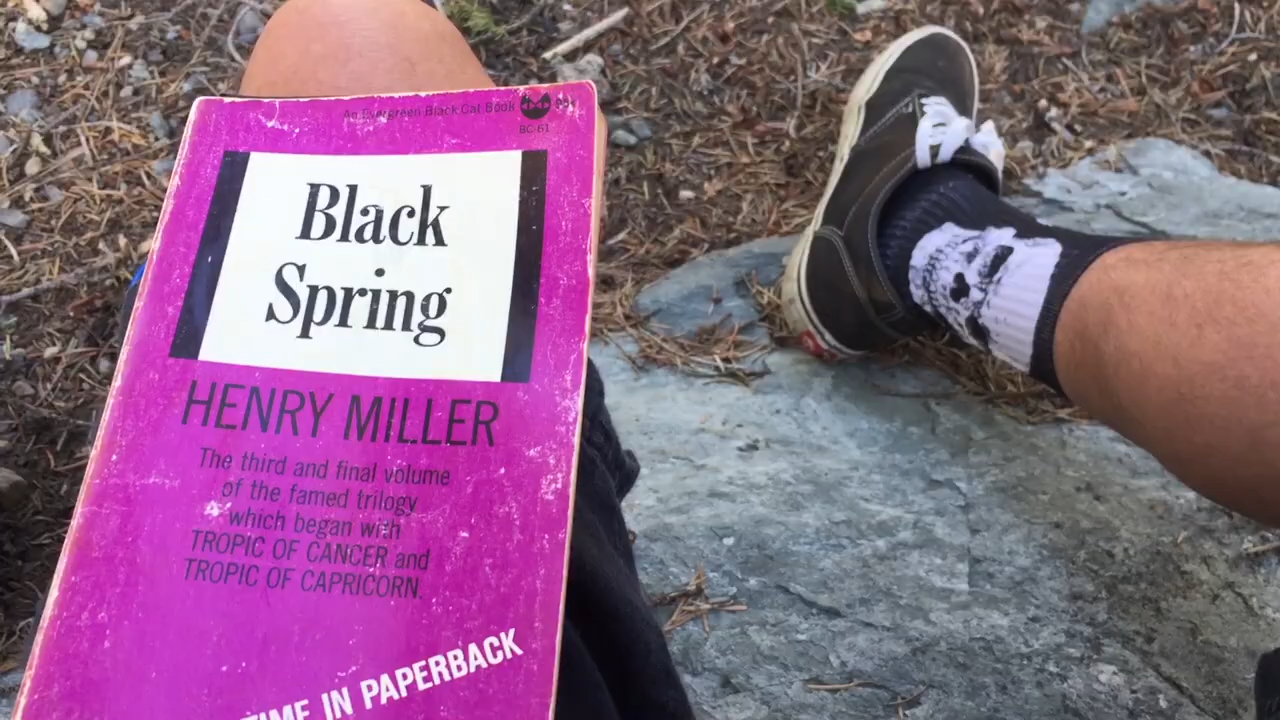 An Evergreen Black Cat Book 95¢
BC-61
Black
Spring
HENRY MILLER
The third and final volume
of the famed trilogy
which began with
TROPIC OF CANCER and
TROPIC OF CAPRICORN.
TIME IN PAPERBACK